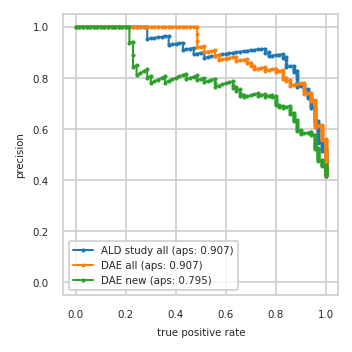 1.0
0.8
0.6
0.4
0.2
0.0
precision
ALD study all (aps: 0.907)
DAE all (aps: 0.907)
DAE new (aps: 0.795)
0.0 0.2 0.4 0.6 0.8 1.0
true positive rate